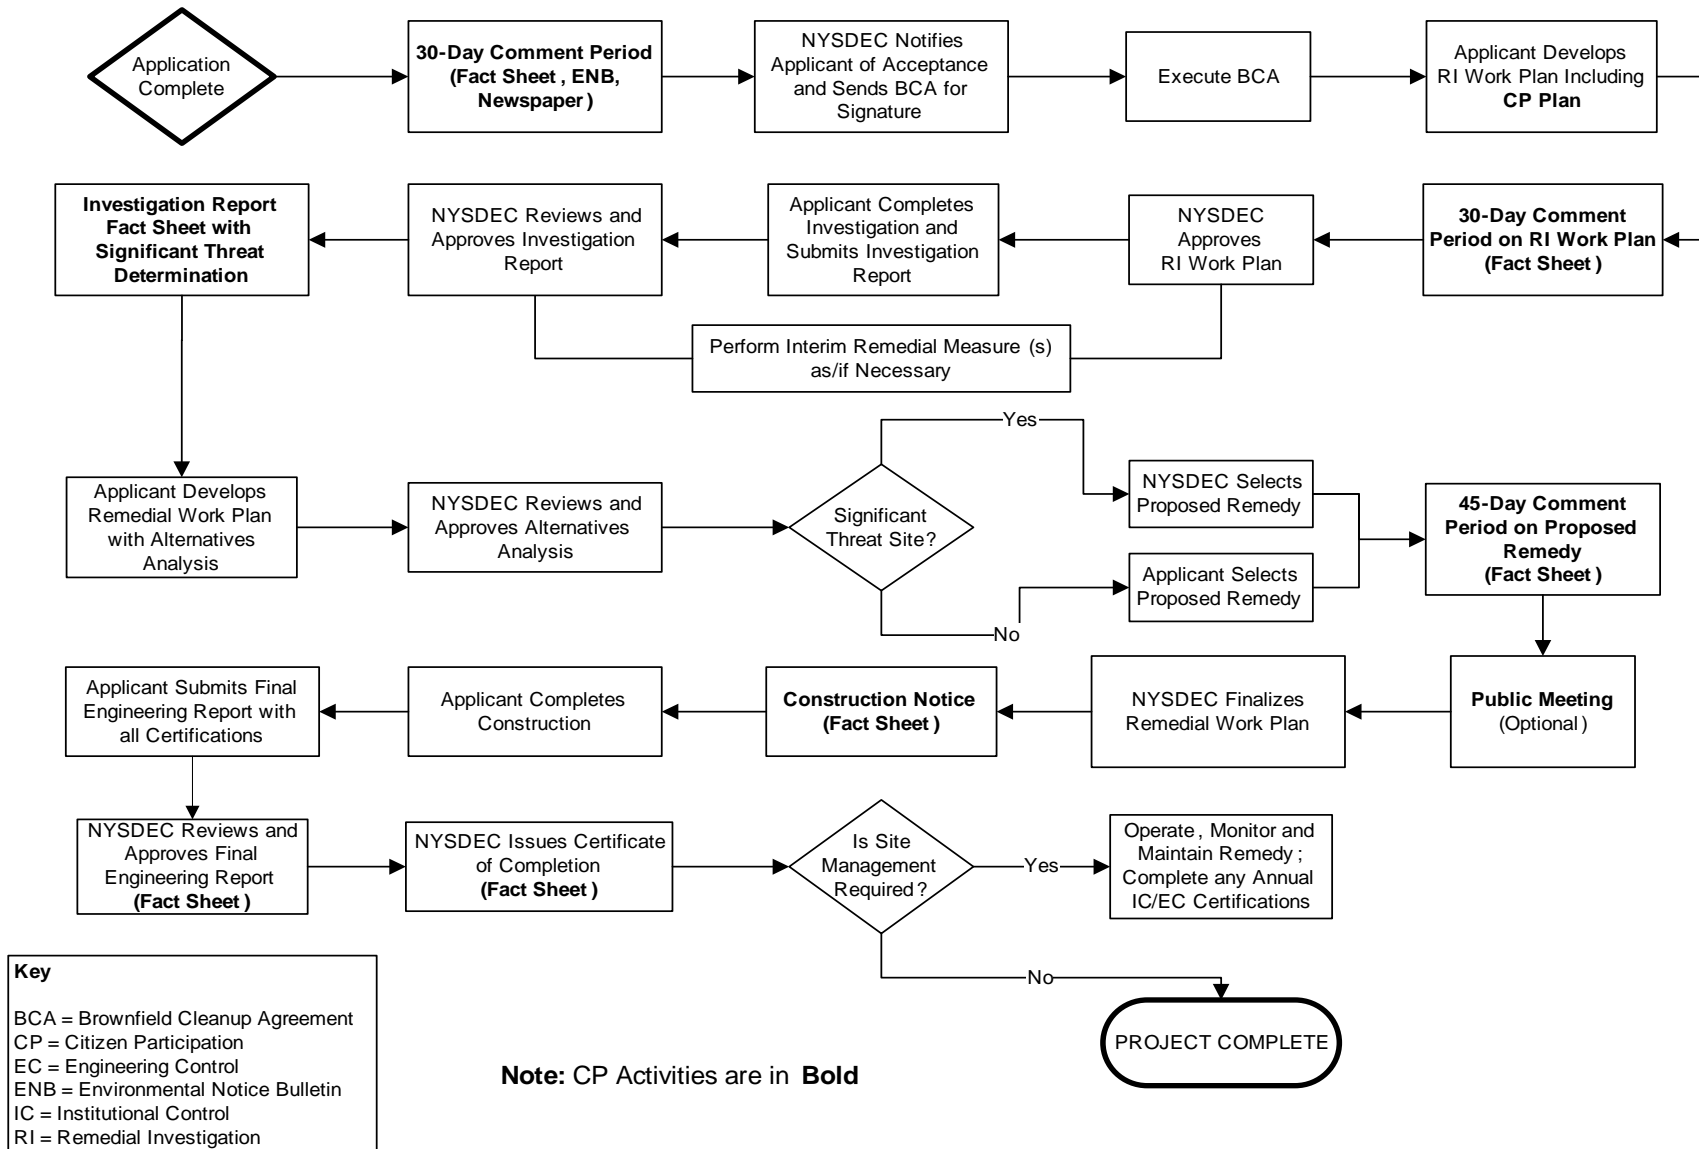 Application
Complete
30-Day Comment Period
(Fact Sheet, ENB,
Newspaper)
NYSDEC Notifies
Applicant of Acceptance
and Sends BCA for
Signature
Execute BCA
Applicant Develops
RI Work Plan Including
CP Plan
Investigation Report
Fact Sheet with
Significant Threat
Determination
NYSDEC Reviews and
Approves Investigation
Report
Applicant Completes
Investigation and
Submits Investigation
Report
NYSDEC
Approves
RI Work Plan
30-Day Comment
Period on RI Work Plan
(Fact Sheet)
Perform Interim Remedial Measure (s)
as/if Necessary
Applicant Develops
Remedial Work Plan
with Alternatives
Analysis
NYSDEC Reviews and
Approves Alternatives
Analysis
Significant
Threat Site?
Yes
No
NYSDEC Selects
Proposed Remedy
Applicant Selects
Proposed Remedy
45-Day Comment
Period on Proposed
Remedy
(Fact Sheet)
Applicant Submits Final
Engineering Report with
all Certifications
Applicant Completes
Construction
Construction Notice
(Fact Sheet)
NYSDEC Finalizes
Remedial Work Plan
Public Meeting
(Optional)
NYSDEC Reviews and
Approves Final
Engineering Report
(Fact Sheet)
NYSDEC Issues Certificate
of Completion
(Fact Sheet)
Is Site
Management
Required?
Yes
Operate, Monitor and
Maintain Remedy;
Complete any Annual
IC/EC Certifications
No
PROJECT COMPLETE
Key
BCA = Brownfield Cleanup Agreement
CP = Citizen Participation
EC = Engineering Control
ENB = Environmental Notice Bulletin
IC = Institutional Control
RI = Remedial Investigation
Note: CP Activities are in Bold